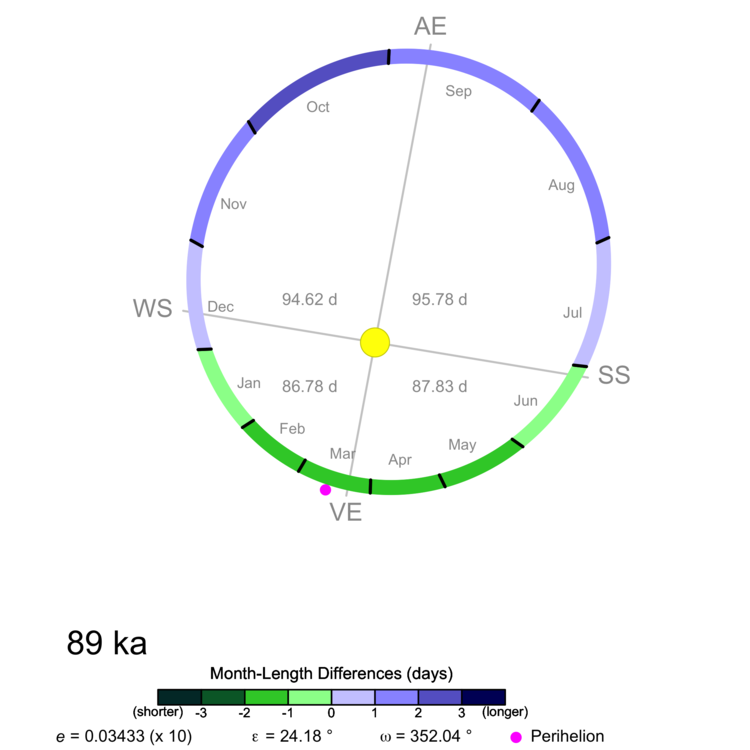 AE
Sep
Oct
Aug
Nov
94.62 d 95.78 d
WS Dec
Jul
SS
Jan 86.78 d 87.83 d
Jun
Feb
Mar Apr May
VE
89 ka
Month-Length Differences (days)
(shorter) -3 -2 -1 0 1 2 3 (longer)
e = 0.03433 (x 10) ε = 24.18 ° ω = 352.04 ° Perihelion